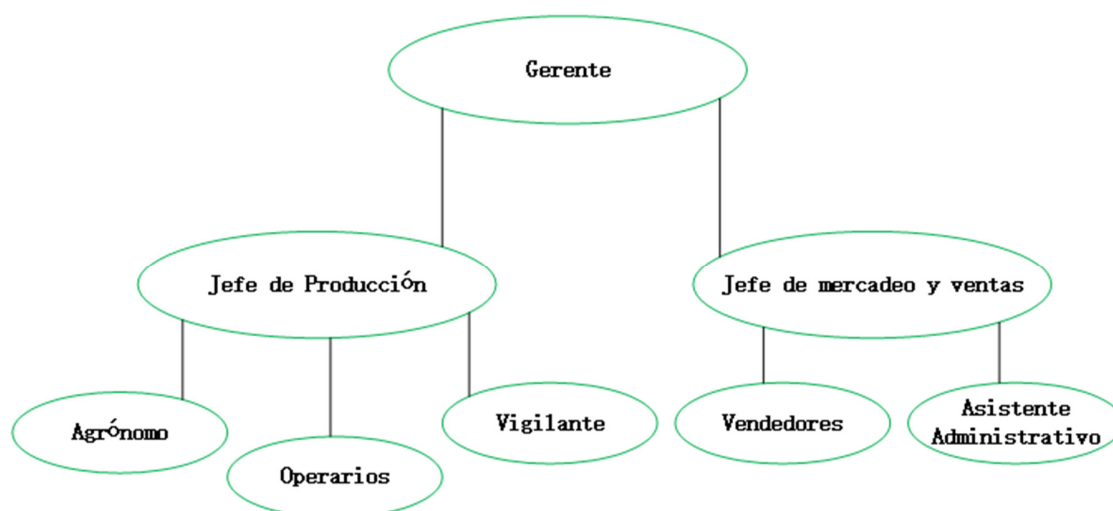 Gerente
Jefe de Producción
Jefe de mercadeo y ventas
Agrónomo
Operarios
Vigilante
Vendedores
Asistente
Administrativo